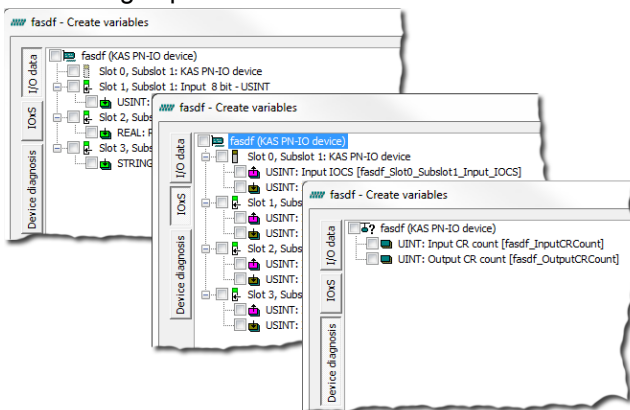 fasdf - Create variables
I/O data
IOxS
Device diagnosis
fasdf (KAS PN-IO device)
Slot 0, Subslot 1: KAS PN-IO device
Slot 1, Subslot 1: Input 8 bit - USINT
USINT:
Slot 2, Subs
REAL:
Slot 3, Subs
STRING
fasdf - Create variables
I/O data
IOxS
Device diagnosis
fasdf (KAS PN-IO device)
Slot 0, Subslot 1: KAS PN-IO device
USINT: Input IOCS [fasdf_Slot0_Subslot1_Input_IOCS]
USINT:
Slot 1, Subs
USINT:
USINT:
Slot 2, Subs
USINT:
USINT:
Slot 3, Subs
USINT:
USINT:
fasdf - Create variables
I/O data
IOxS
Device diagnosis
fasdf (KAS PN-IO device)
UINT: Input CR count [fasdf_InputCRCount]
UINT: Output CR count [fasdf_OutputCRCount]